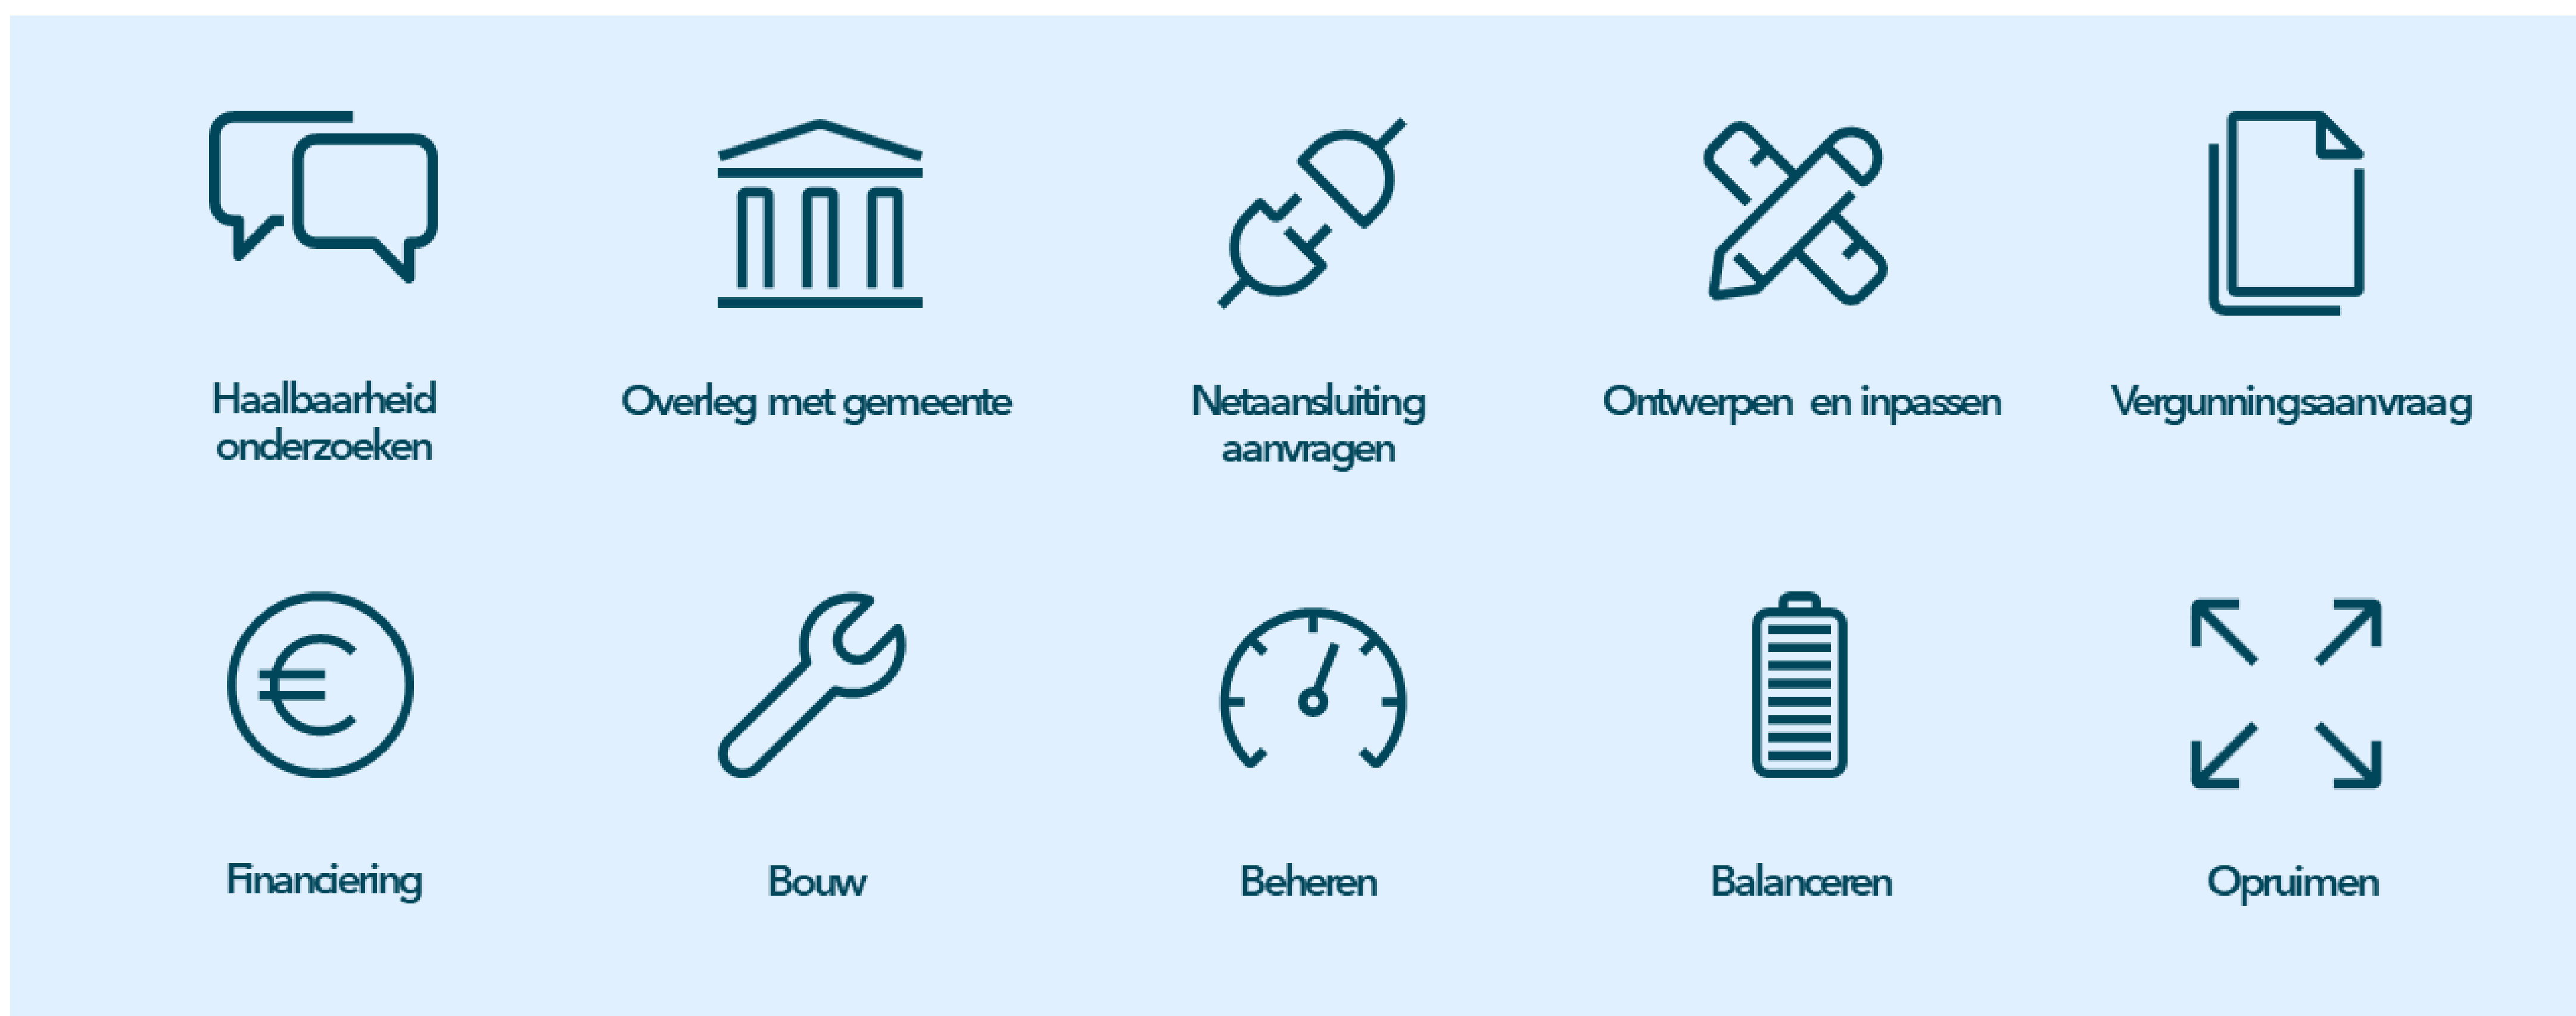 Haalbaarheid
onderzoeken
Overleg met gemeente
Netaansluiting
aanvragen
Ontwerpen en inpassen
Vergunningsaanvraag
Financiering
Bouw
Beheren
Balanceren
Opruimen